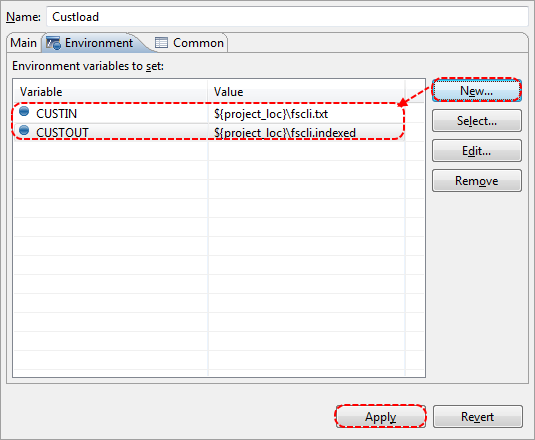 Name: Custload
Main Environment Common
Environment variables to set:
Variable Value
CUSTIN ${project_loc}\fscli.txt
CUSTOUT ${project_loc}\fscli.indexed
New...
Select...
Edit...
Remove
Apply Revert